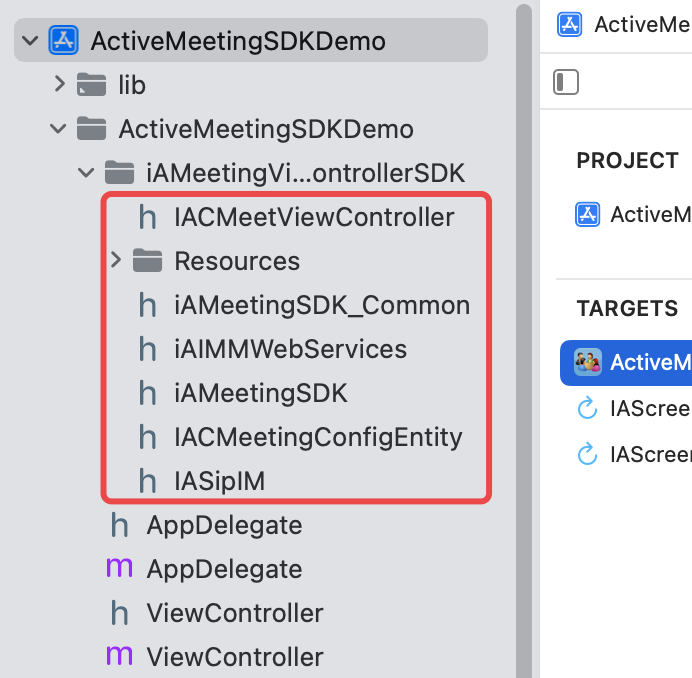 ActiveMeetingSDKDemo
lib
ActiveMeetingSDKDemo
iAMeetingVi...ontrollerSDK
h IACMeetViewController
Resources
h iAMeetingSDK_Common
h iAIMMWebServices
h iAMeetingSDK
h IACMeetingConfigEntity
h IASipIM
h AppDelegate
m AppDelegate
h ViewController
m ViewController
ActiveMe
PROJECT
ActiveM
TARGETS
ActiveM
IAScree
IAScreen